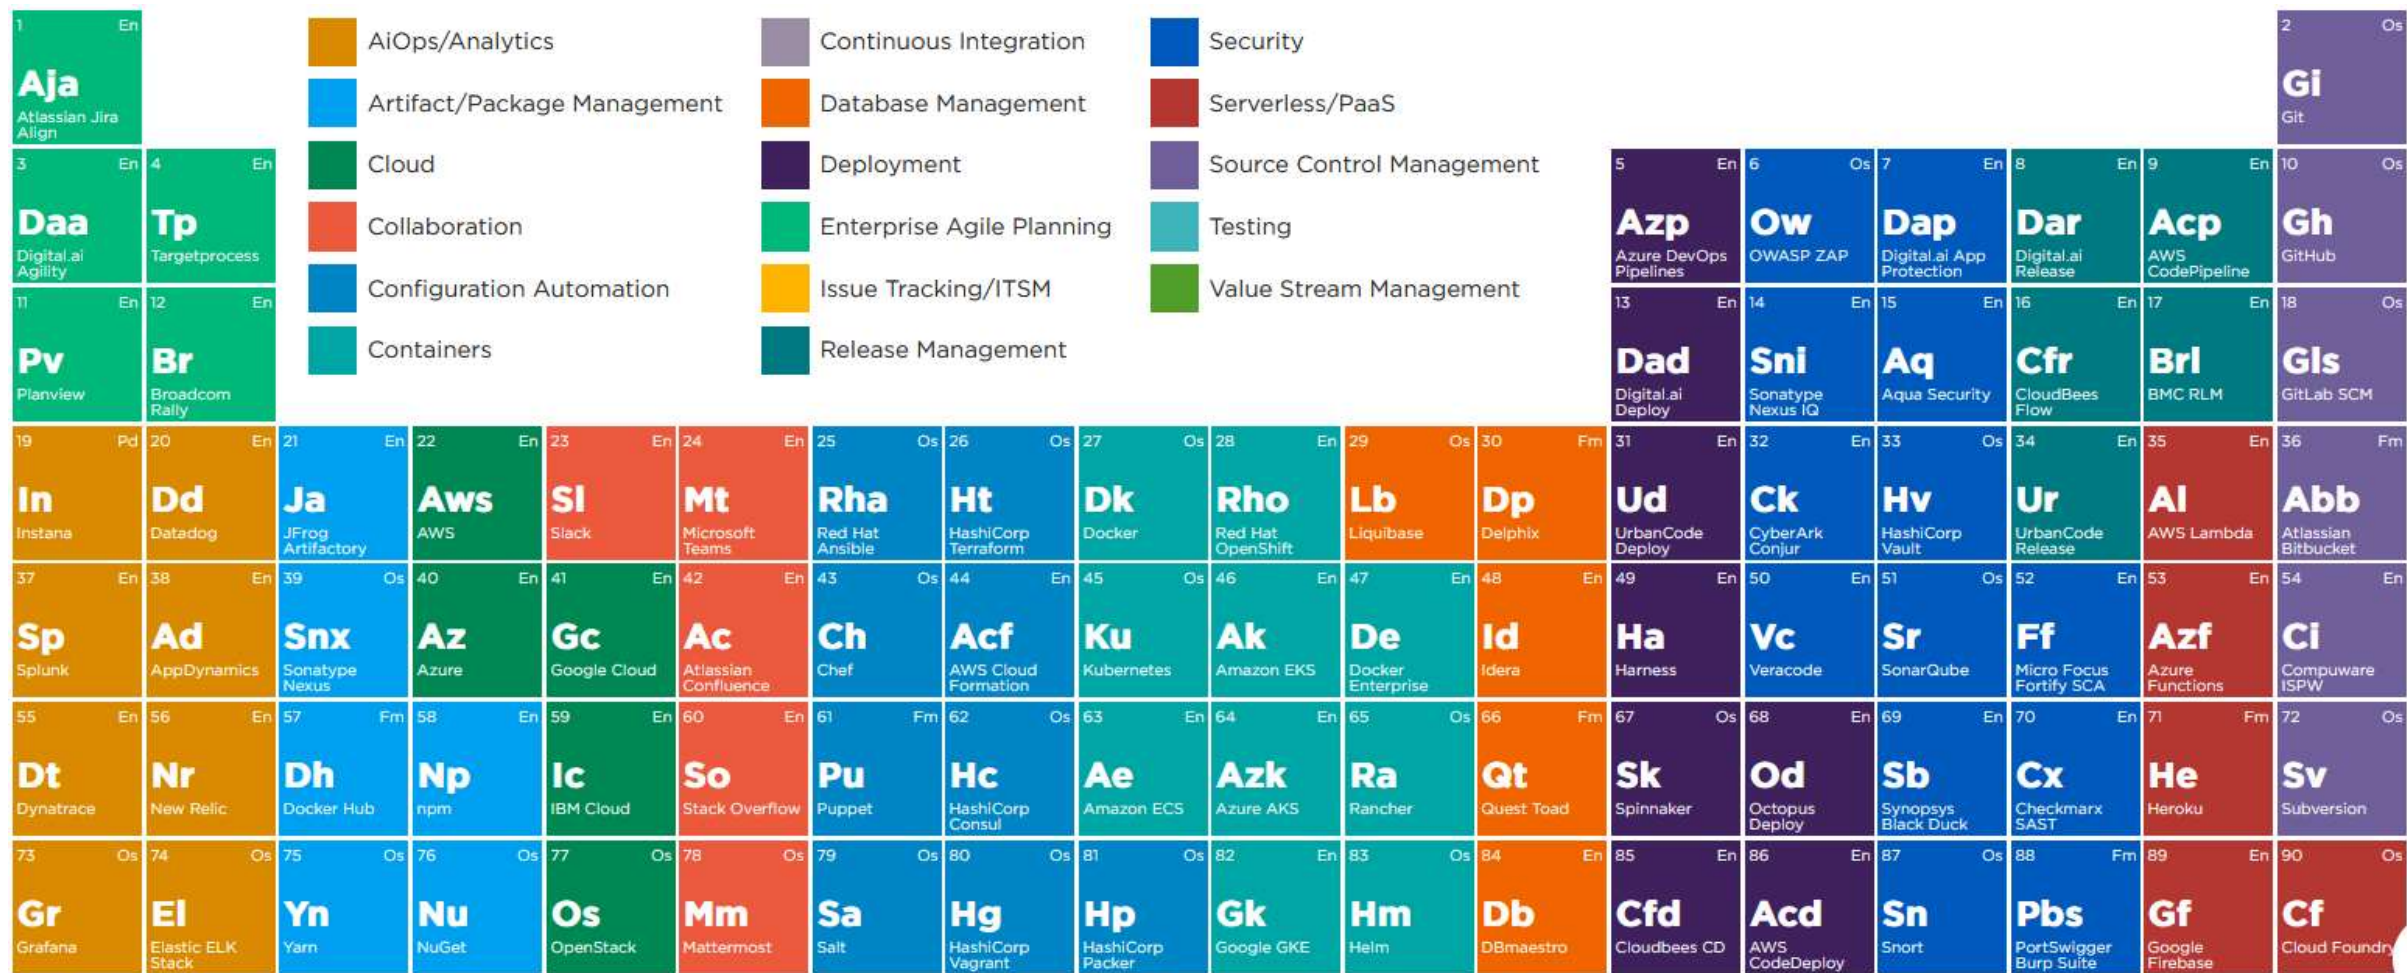 1 En
Aja
Atlassian Jira
Align
AiOps/Analytics
Artifact/Package Management
Cloud
Collaboration
Configuration Automation
Containers
Continuous Integration
Database Management
Deployment
Enterprise Agile Planning
Issue Tracking/ITSM
Release Management
Security
Serverless/PaaS
Source Control Management
Testing
Value Stream Management
2 Os
Gi
Git
3 En
Daa
Digital.ai
Agility
4 En
Tp
Targetprocess
5 En
Azp
Azure DevOps
Pipelines
6 Os
Ow
OWASP ZAP
7 En
Dap
Digital.ai App
Protection
8 En
Dar
Digital.ai
Release
9 En
Acp
AWS
CodePipeline
10 Os
Gh
GitHub
11 En
Pv
Planview
12 En
Br
Broadcom
Rally
13 En
Dad
Digital.ai
Deploy
14 En
Sni
Sonatype
Nexus IQ
15 En
Aq
Aqua Security
16 En
Cfr
CloudBees
Flow
17 En
Brl
BMC RLM
18 Os
Gls
GitLab SCM
19 Pd
In
Instana
20 En
Dd
Datadog
21 En
Ja
JFrog
Artifactory
22 En
Aws
AWS
23 En
Sl
Slack
24 En
Mt
Microsoft
Teams
25 Os
Rha
Red Hat
Ansible
26 Os
Ht
HashiCorp
Terraform
27 Os
Dk
Docker
28 En
Rho
Red Hat
OpenShift
29 Os
Lb
Liquibase
30 Fm
Dp
Delphix
31 En
Ud
UrbanCode
Deploy
32 En
Ck
CyberArk
Conjur
33 Os
Hv
HashiCorp
Vault
34 En
Ur
UrbanCode
Release
35 En
Al
AWS Lambda
36 Fm
Abb
Atlassian
Bitbucket
37 En
Sp
Splunk
38 En
Ad
AppDynamics
39 Os
Snx
Sonatype
Nexus
40 En
Az
Azure
41 En
Gc
Google Cloud
42 En
Ac
Atlassian
Confluence
43 Os
Ch
Chef
44 En
Acf
AWS Cloud
Formation
45 Os
Ku
Kubernetes
46 En
Ak
Amazon EKS
47 En
De
Docker
Enterprise
48 En
Id
Idera
49 En
Ha
Harness
50 En
Vc
Veracode
51 Os
Sr
SonarQube
52 En
Ff
Micro Focus
Fortify SCA
53 En
Azf
Azure
Functions
54 En
Ci
Compuware
ISPW
55 En
Dt
Dynatrace
56 En
Nr
New Relic
57 Fm
Dh
Docker Hub
58 En
Np
npm
59 En
Ic
IBM Cloud
60 En
So
Stack Overflow
61 Fm
Pu
Puppet
62 Os
Hc
HashiCorp
Consul
63 En
Ae
Amazon ECS
64 En
Azk
Azure AKS
65 Os
Ra
Rancher
66 Fm
Qt
Quest Toad
67 Os
Sk
Spinnaker
68 En
Od
Octopus
Deploy
69 En
Sb
Synopsys
Black Duck
70 En
Cx
Checkmarx
SAST
71 Fm
He
Heroku
72 Os
Sv
Subversion
73 Os
Gr
Grafana
74 Os
El
Elastic ELK
Stack
75 Os
Yn
Yarn
76 Os
Nu
NuGet
77 Os
Os
OpenStack
78 Os
Mm
Mattermost
79 Os
Sa
Salt
80 Os
Hg
HashiCorp
Vagrant
81 Os
Hp
HashiCorp
Packer
82 En
Gk
Google GKE
83 Os
Hm
Helm
84 En
Db
DBmaestro
85 En
Cfd
Cloudbees CD
86 En
Acd
AWS
CodeDeploy
87 Os
Sn
Snort
88 Fm
Pbs
PortSwigger
Burp Suite
89 En
Gf
Google
Firebase
90 Os
Cf
Cloud Foundry